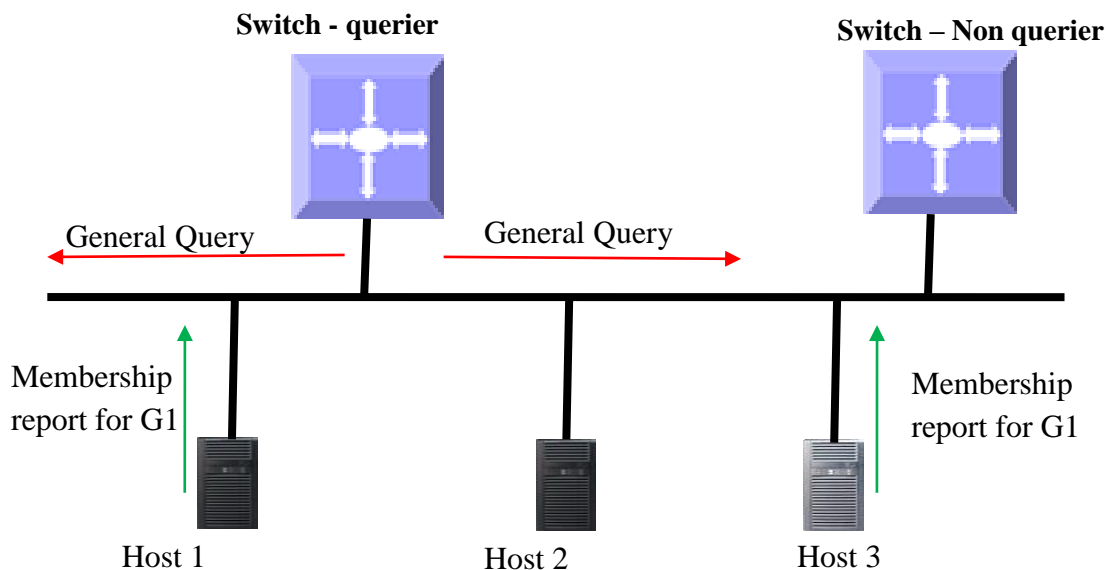 Switch - querier
Switch – Non querier
General Query
General Query
Membership
report for G1
Membership
report for G1
Host 1
Host 2
Host 3